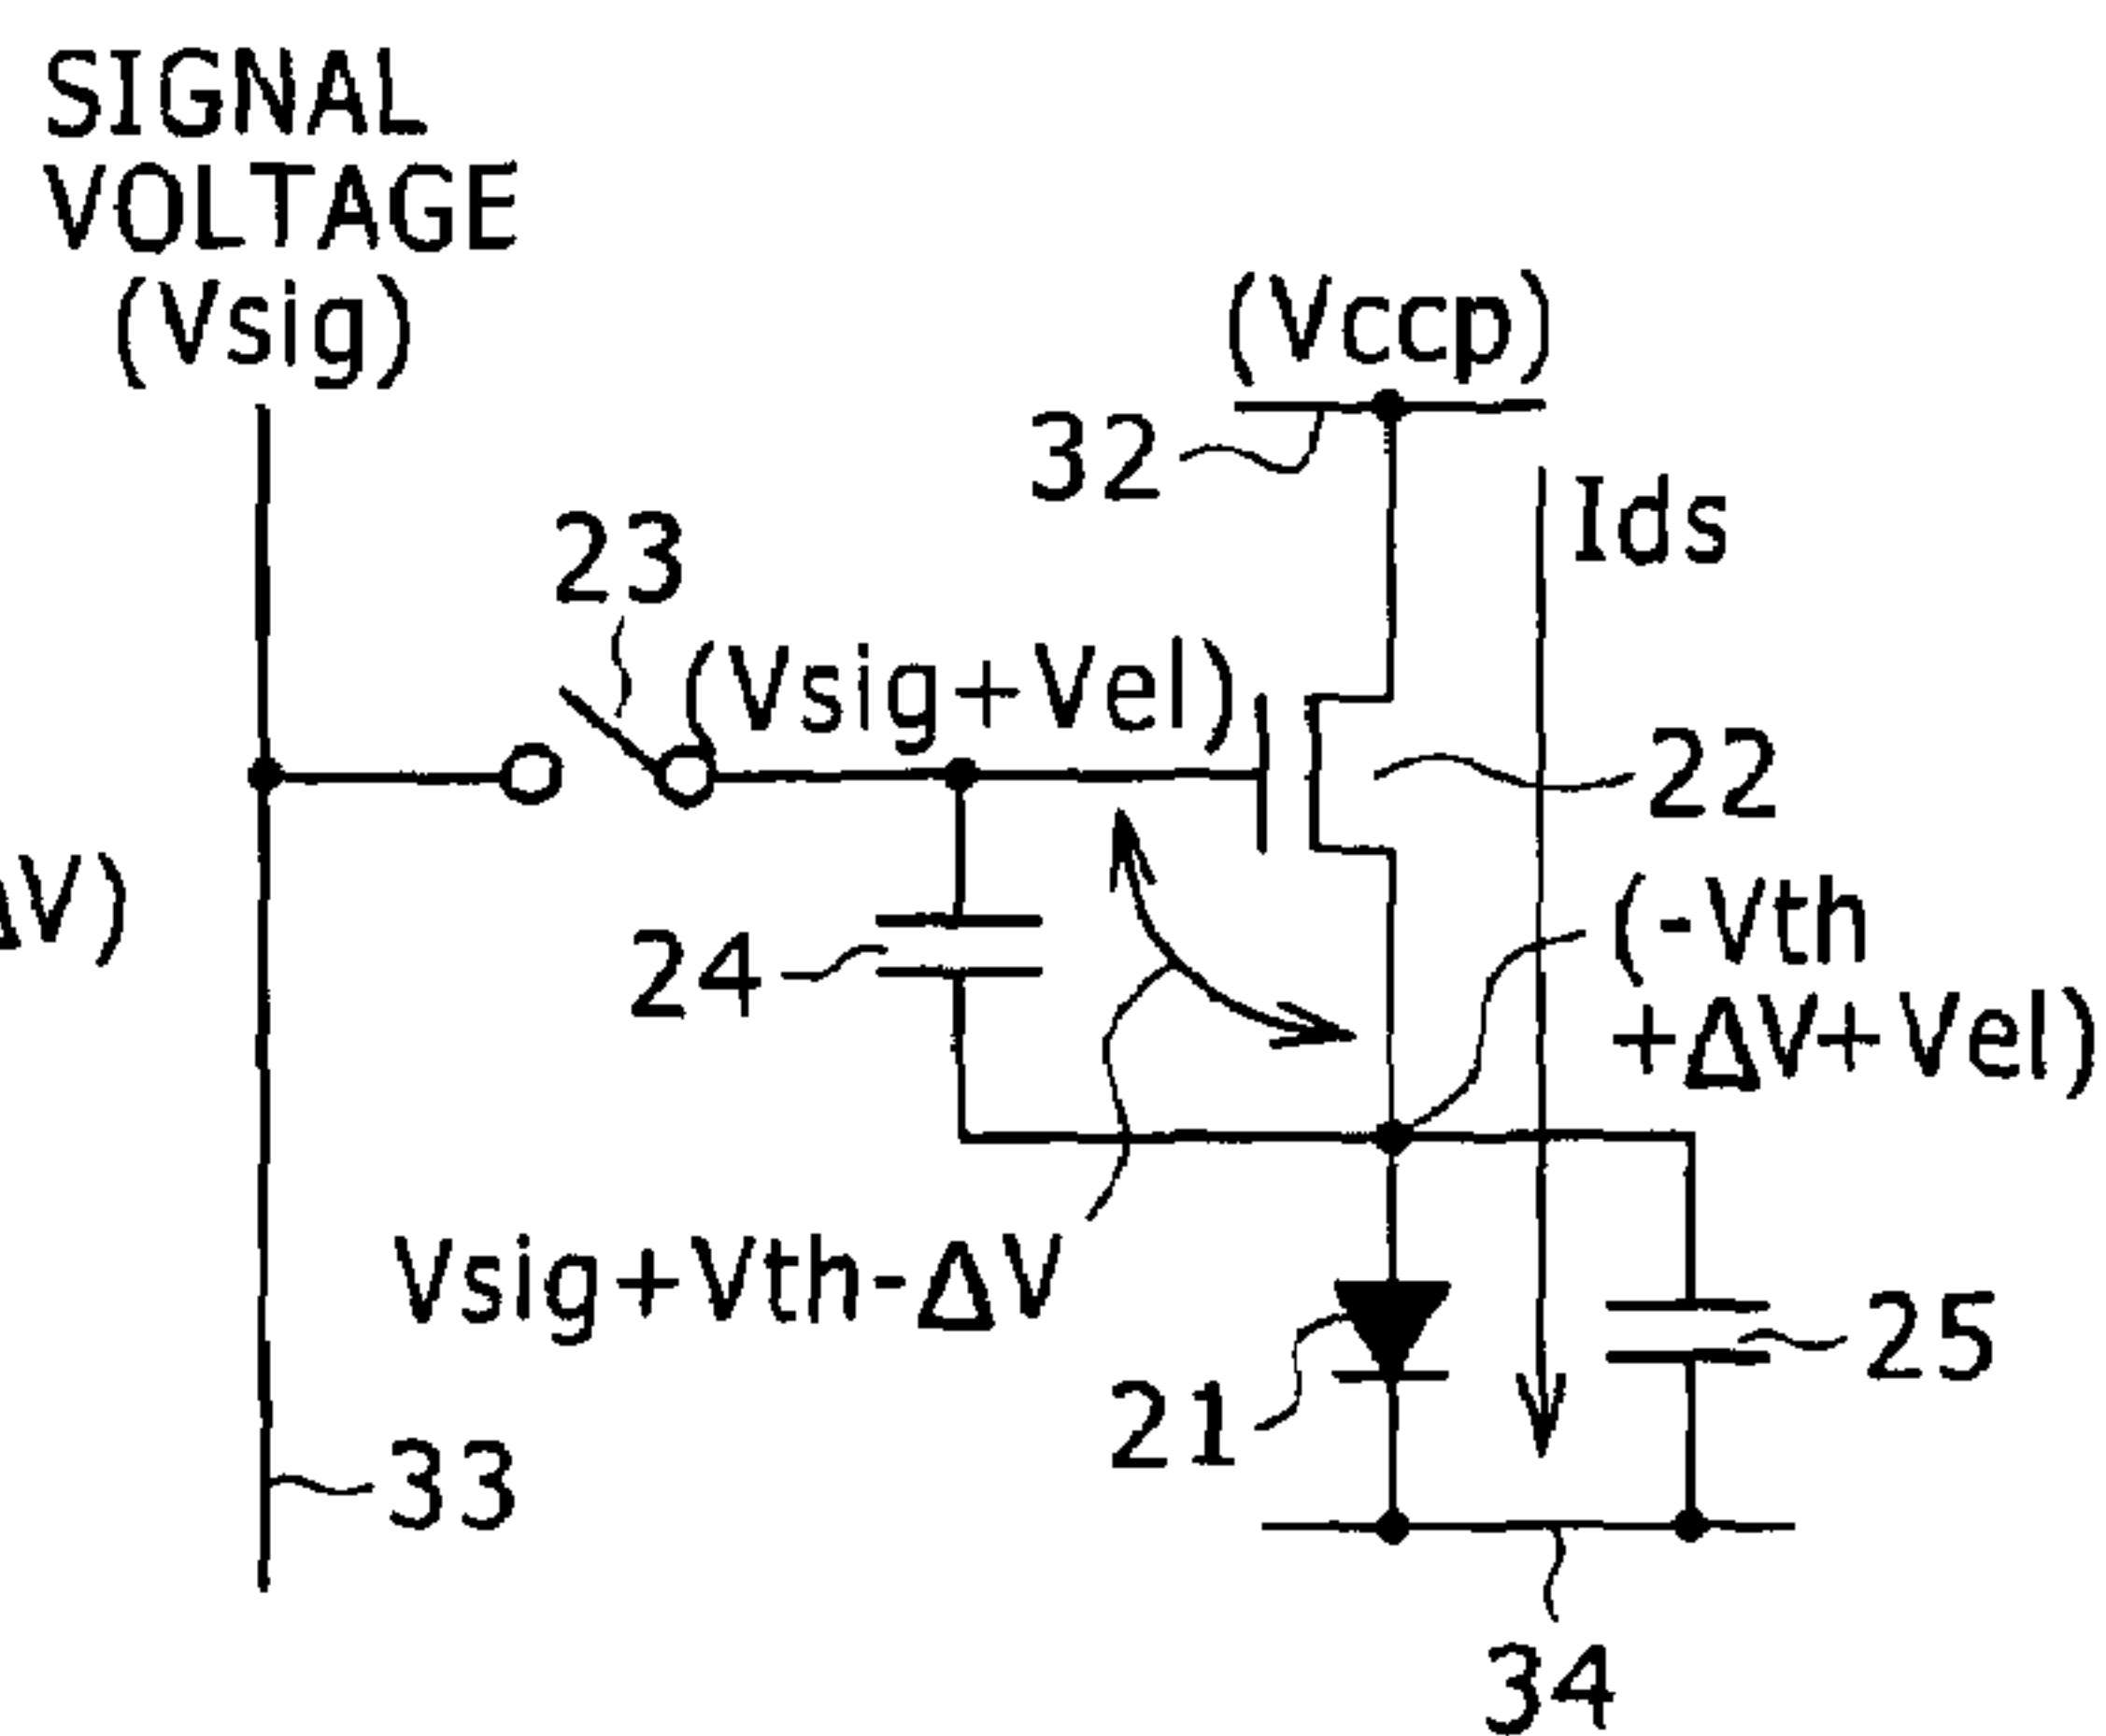 SIGNAL
VOLTAGE
(Vsig)
(Vccp)
32
Ids
23
(Vsig+Vel)
22
ΔV)
24
(-Vth
+ΔV+Vel)
Vsig+Vth-ΔV
25
21
33
34